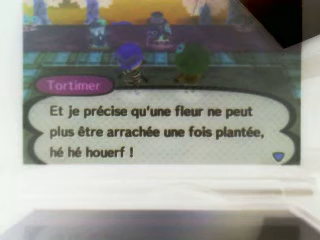 Tortimer
Et je précise qu'une fleur ne peut
plus être arrachée une fois plantée,
hé hé houerf !